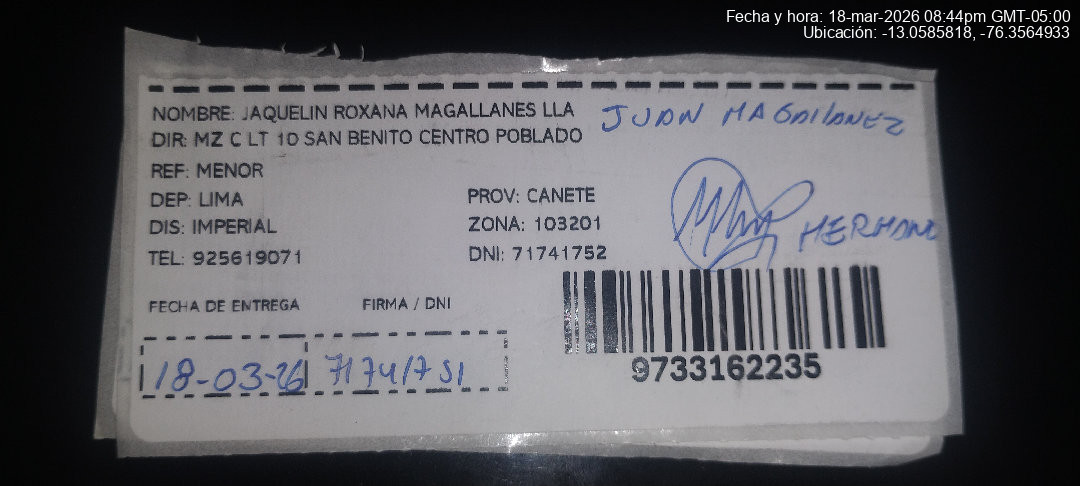 Fecha y hora: 18-mar-2026 08:44pm GMT-05:00
Ubicación: -13.0585818, -76.3564933
NOMBRE: JAQUELIN ROXANA MAGALLANES LLA
JUAN MAGAllANEZ
DIR: MZ C LT 10 SAN BENITO CENTRO POBLADO
REF: MENOR
DEP: LIMA
PROV: CANETE
DIS: IMPERIAL
ZONA: 103201
HERMANO
TEL: 925619071
DNI: 71741752
FECHA DE ENTREGA
FIRMA / DNI
18-03-26
71741751
9733162235